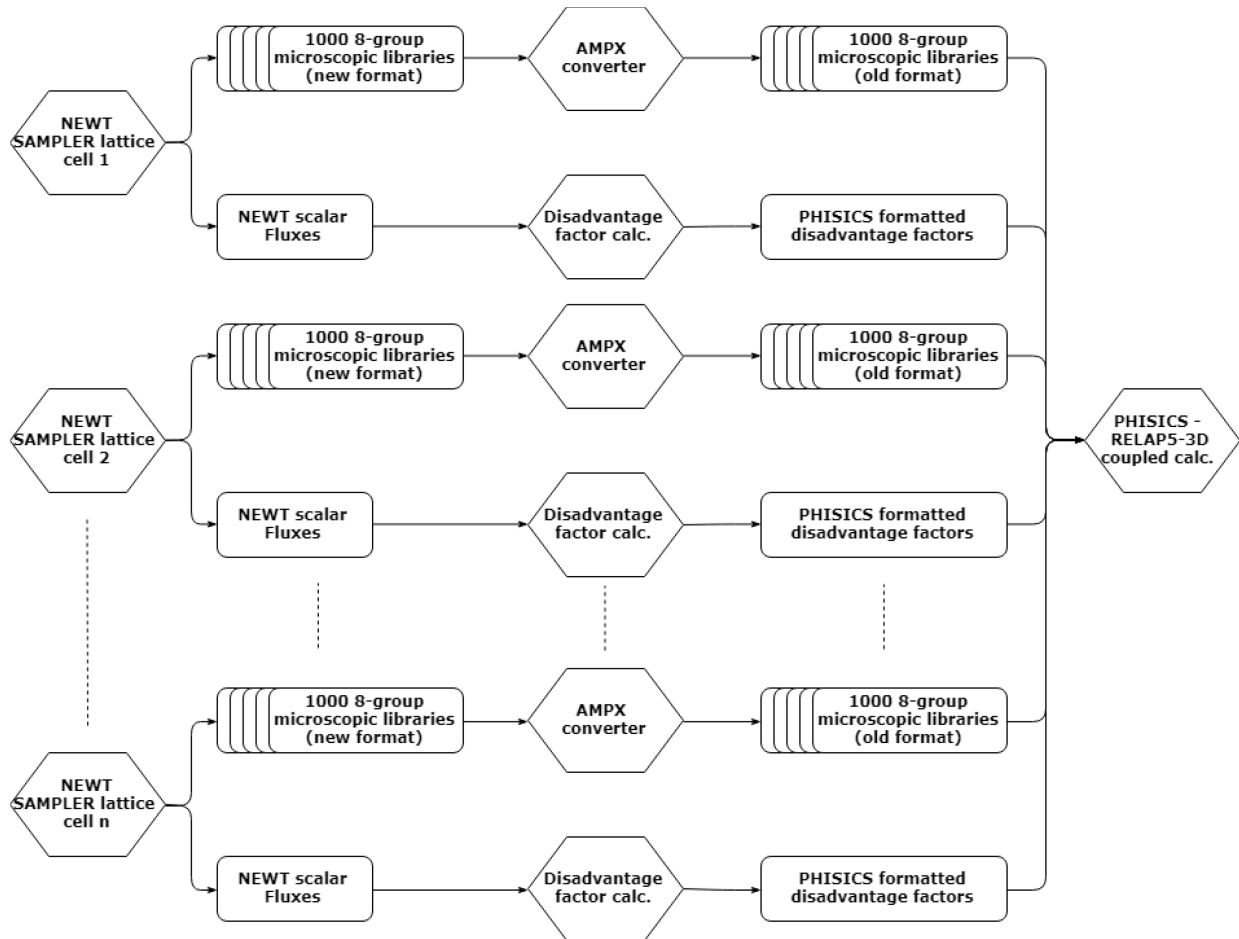 NEWT
SAMPLER lattice
cell 1
1000 8-group
microscopic libraries
(new format)
AMPX
converter
1000 8-group
microscopic libraries
(old format)
NEWT scalar
Fluxes
Disadvantage
factor calc.
PHISICS formatted
disadvantage factors
NEWT
SAMPLER lattice
cell 2
1000 8-group
microscopic libraries
(new format)
AMPX
converter
1000 8-group
microscopic libraries
(old format)
NEWT scalar
Fluxes
Disadvantage
factor calc.
PHISICS formatted
disadvantage factors
NEWT
SAMPLER lattice
cell n
1000 8-group
microscopic libraries
(new format)
AMPX
converter
1000 8-group
microscopic libraries
(old format)
NEWT scalar
Fluxes
Disadvantage
factor calc.
PHISICS formatted
disadvantage factors
PHISICS -
RELAP5-3D
coupled calc.